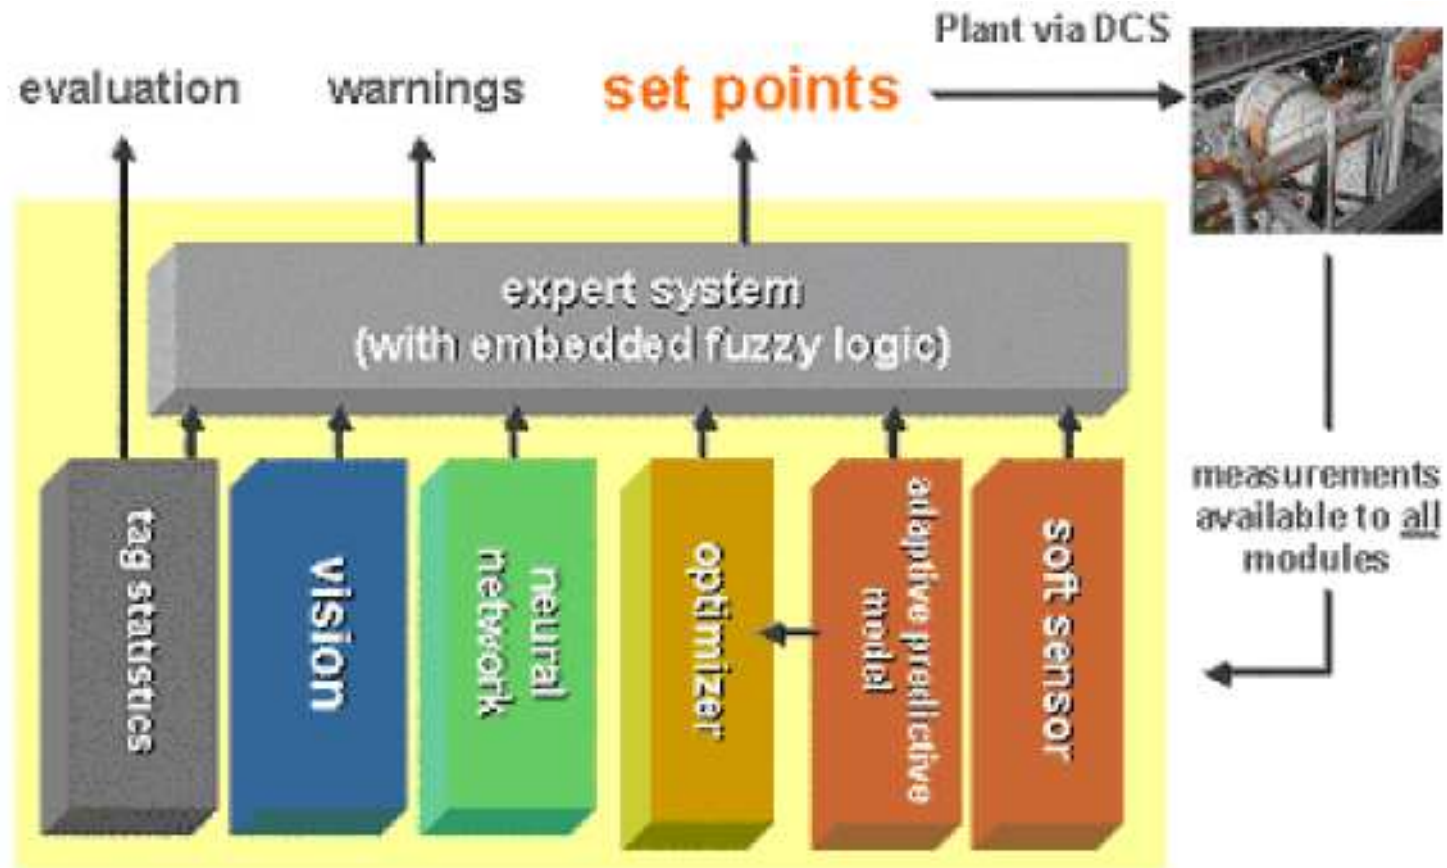 Plant via DCS
evaluation
warnings
set points
expert system
(with embedded fuzzy logic)
measurements
available to all
modules
tag statistics
vision
neural
network
optimizer
adaptive predictive
model
soft sensor